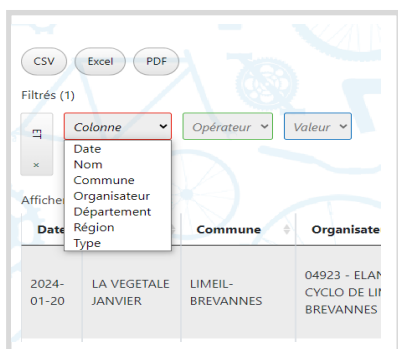 CSV Excel PDF
Filtrés (1)
ET Colonne Opérateur Valeur
×
Date
Nom
Commune
Organisateur
Département
Région
Type
Affiche
Date Commune Organisate
2024- LA VEGETALE LIMEIL- 04923 - ELAN
01-20 JANVIER BREVANNES CYCLO DE LI
BREVANNES